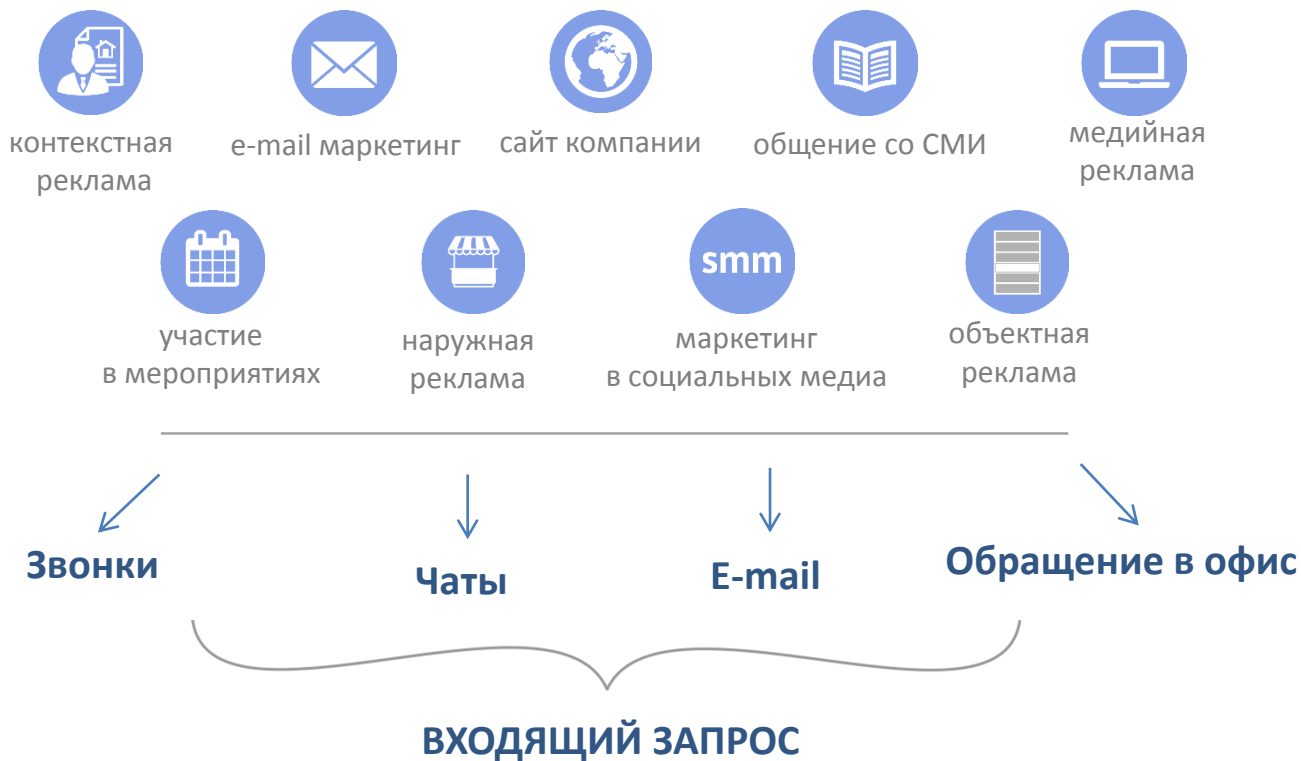 контекстная
реклама
e-mail маркетинг
сайт компании
общение со СМИ
медийная
реклама
участие
в мероприятиях
наружная
реклама
smm
маркетинг
в социальных медиа
объектная
реклама
Звонки
Чаты
E-mail
Обращение в офис
ВХОДЯЩИЙ ЗАПРОС